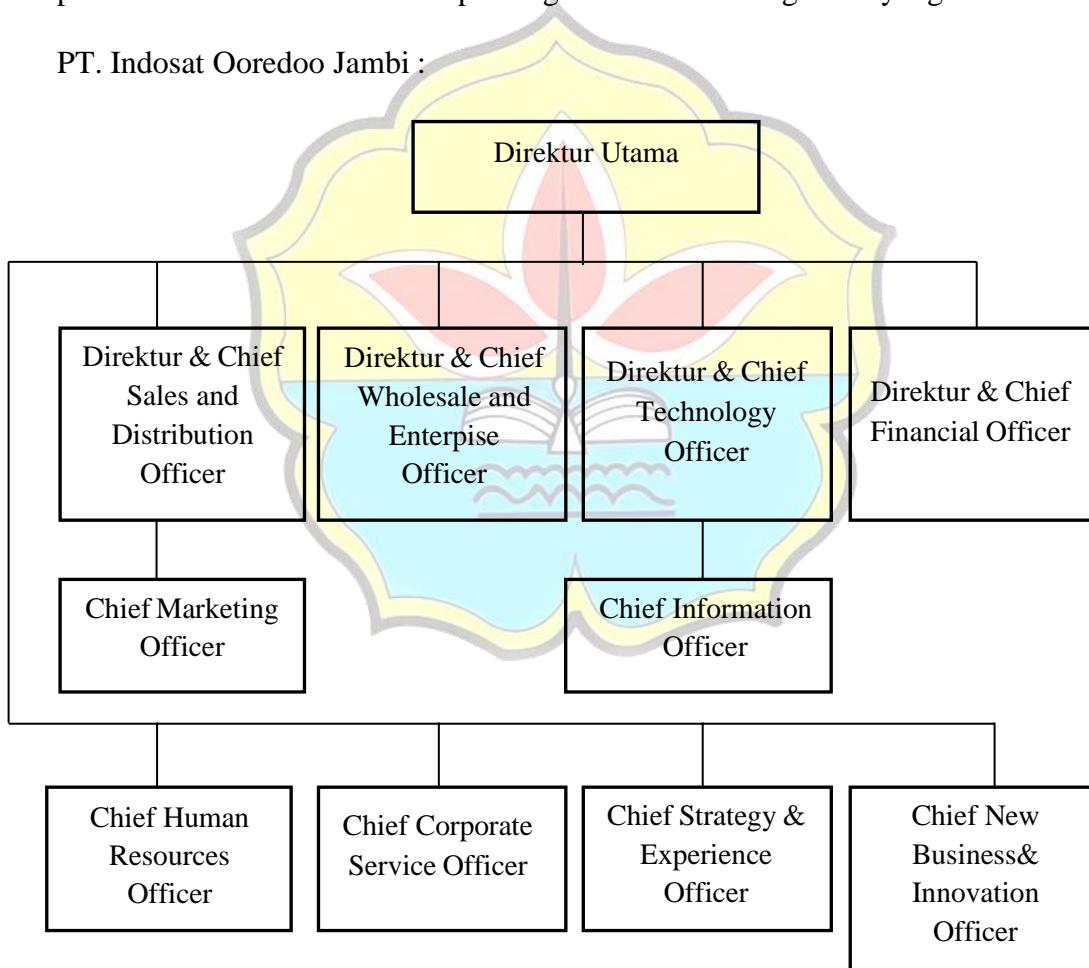 PT. Indosat Ooredoo Jambi :
Direktur Utama
Direktur & Chief
Sales and
Distribution
Officer
Direktur & Chief
Wholesale and
Enterpise
Officer
Direktur & Chief
Technology
Officer
Direktur & Chief
Financial Officer
Chief Marketing
Officer
Chief Information
Officer
Chief Human
Resources
Officer
Chief Corporate
Service Officer
Chief Strategy &
Experience
Officer
Chief New
Business&
Innovation
Officer